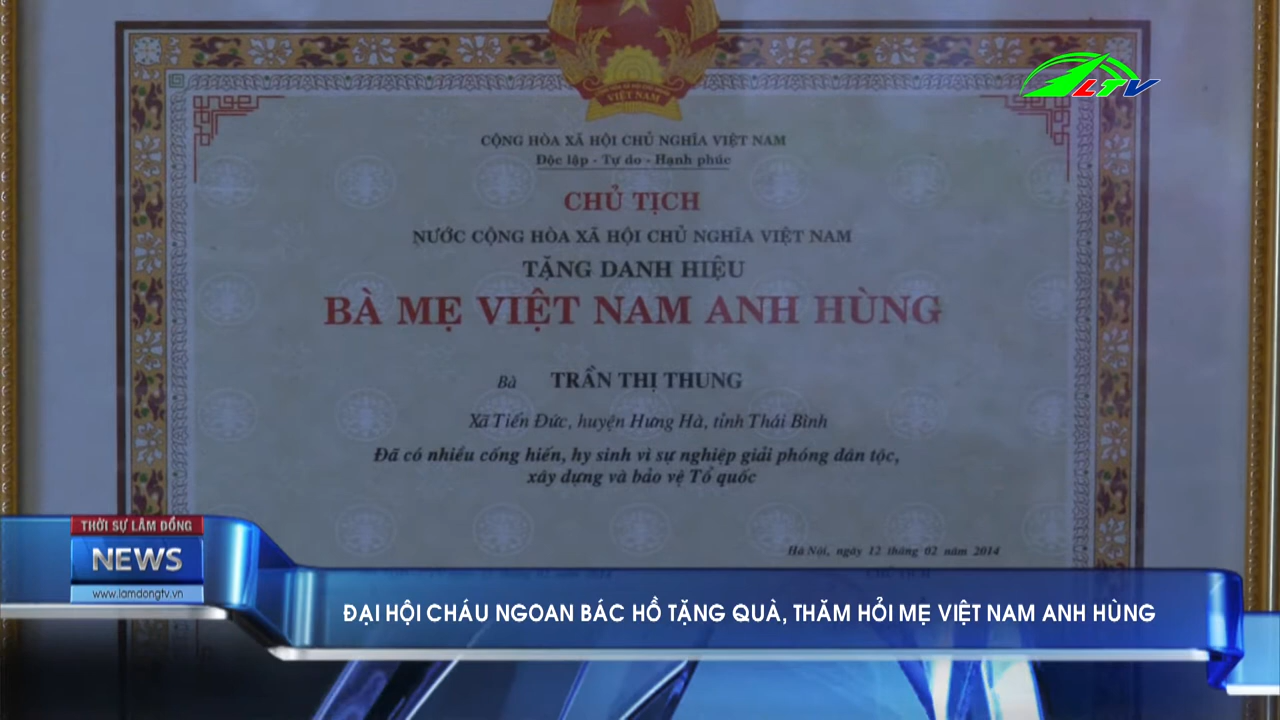 VIỆT NAM
LTV
CỘNG HÒA XÃ HỘI CHỦ NGHĨA VIỆT NAM
Độc lập - Tự do - Hạnh phúc
CHỦ TỊCH
NƯỚC CỘNG HÒA XÃ HỘI CHỦ NGHĨA VIỆT NAM
TẶNG DANH HIỆU
BÀ MẸ VIỆT NAM ANH HÙNG
Bà TRẦN THỊ THUNG
Xã Tiến Đức, huyện Hưng Hà, tỉnh Thái Bình
Đã có nhiều cống hiến, hy sinh vì sự nghiệp giải phóng dân tộc,
xây dựng và bảo vệ Tổ quốc
Hà Nội, ngày 12 tháng 02 năm 2014
THỜI SỰ LÂM ĐỒNG
NEWS
www.lamdongtv.vn
ĐẠI HỘI CHÁU NGOAN BÁC HỒ TẶNG QUÀ, THĂM HỎI MẸ VIỆT NAM ANH HÙNG